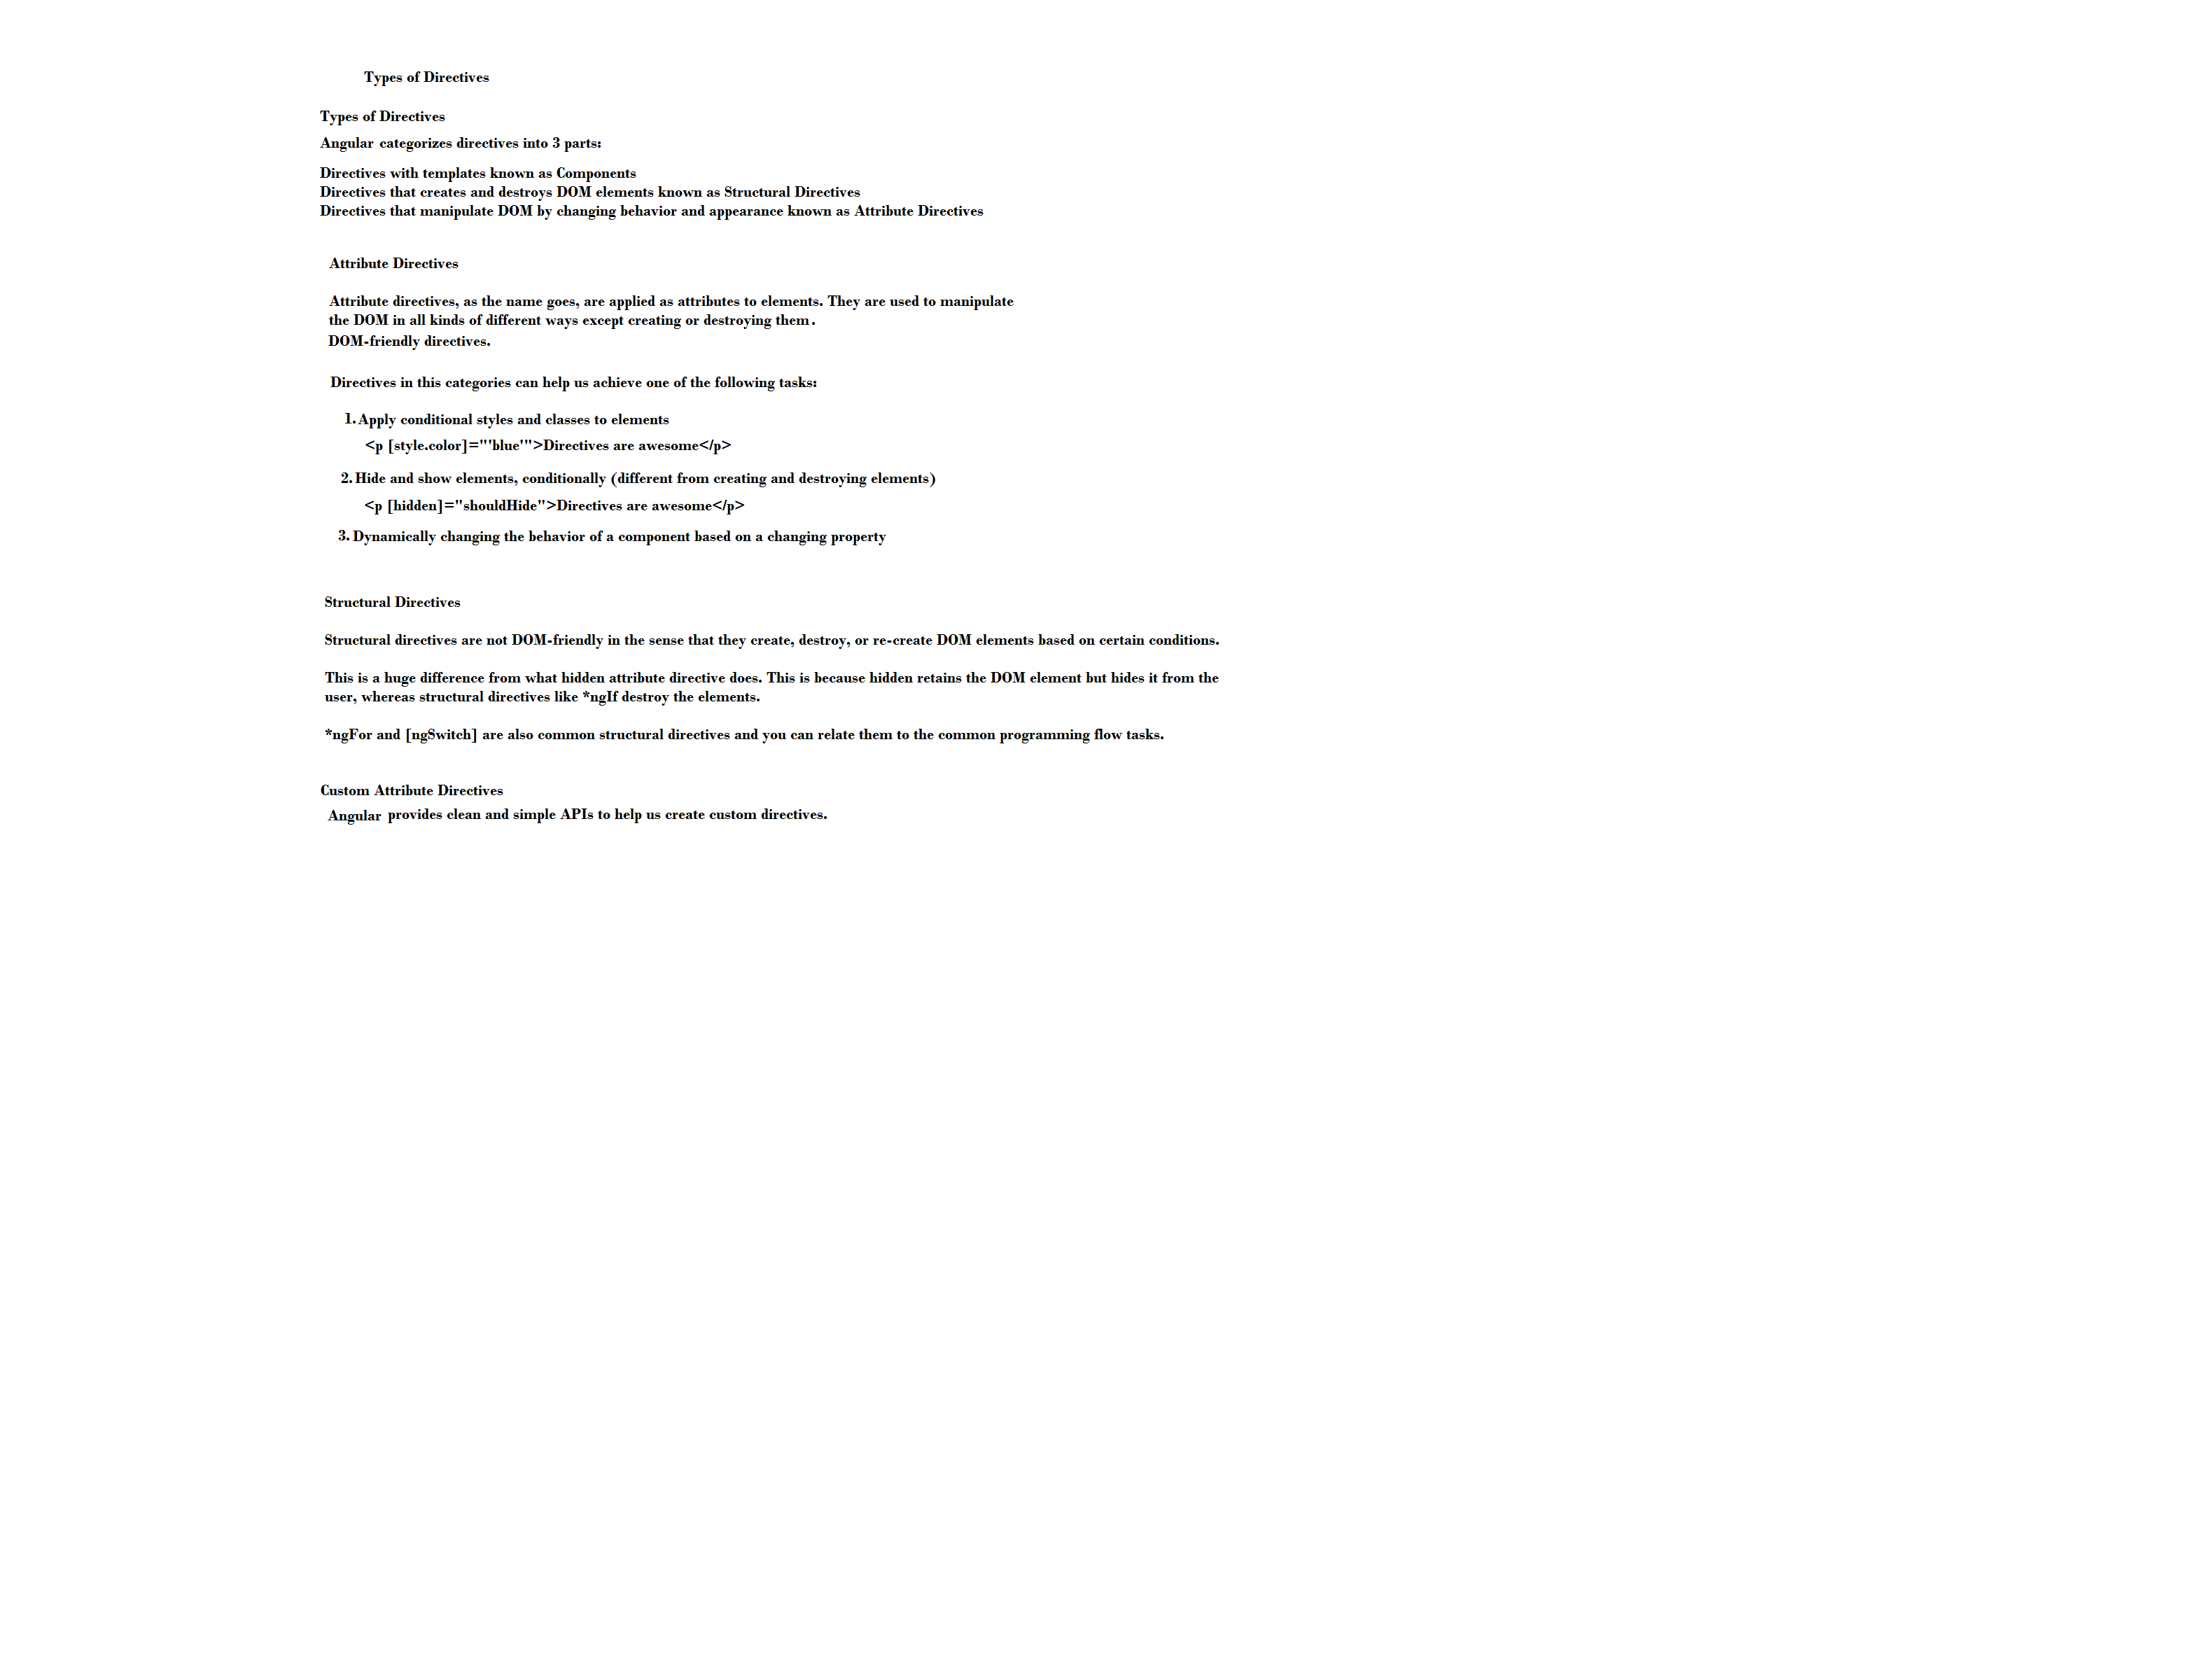 Types of Directives
Types of Directives
Angular categorizes directives into 3 parts:
Directives with templates known as Components
Directives that creates and destroys DOM elements known as Structural Directives
Directives that manipulate DOM by changing behavior and appearance known as Attribute Directives
Attribute Directives
Attribute directives, as the name goes, are applied as attributes to elements. They are used to manipulate
the DOM in all kinds of different ways except creating or destroying them.
DOM-friendly directives.
Directives in this categories can help us achieve one of the following tasks:
1. Apply conditional styles and classes to elements
<p [style.color]="'blue'">Directives are awesome</p>
2. Hide and show elements, conditionally (different from creating and destroying elements)
<p [hidden]="shouldHide">Directives are awesome</p>
3. Dynamically changing the behavior of a component based on a changing property
Structural Directives
Structural directives are not DOM-friendly in the sense that they create, destroy, or re-create DOM elements based on certain conditions.
This is a huge difference from what hidden attribute directive does. This is because hidden retains the DOM element but hides it from the
user, whereas structural directives like *ngIf destroy the elements.
*ngFor and [ngSwitch] are also common structural directives and you can relate them to the common programming flow tasks.
Custom Attribute Directives
Angular provides clean and simple APIs to help us create custom directives.